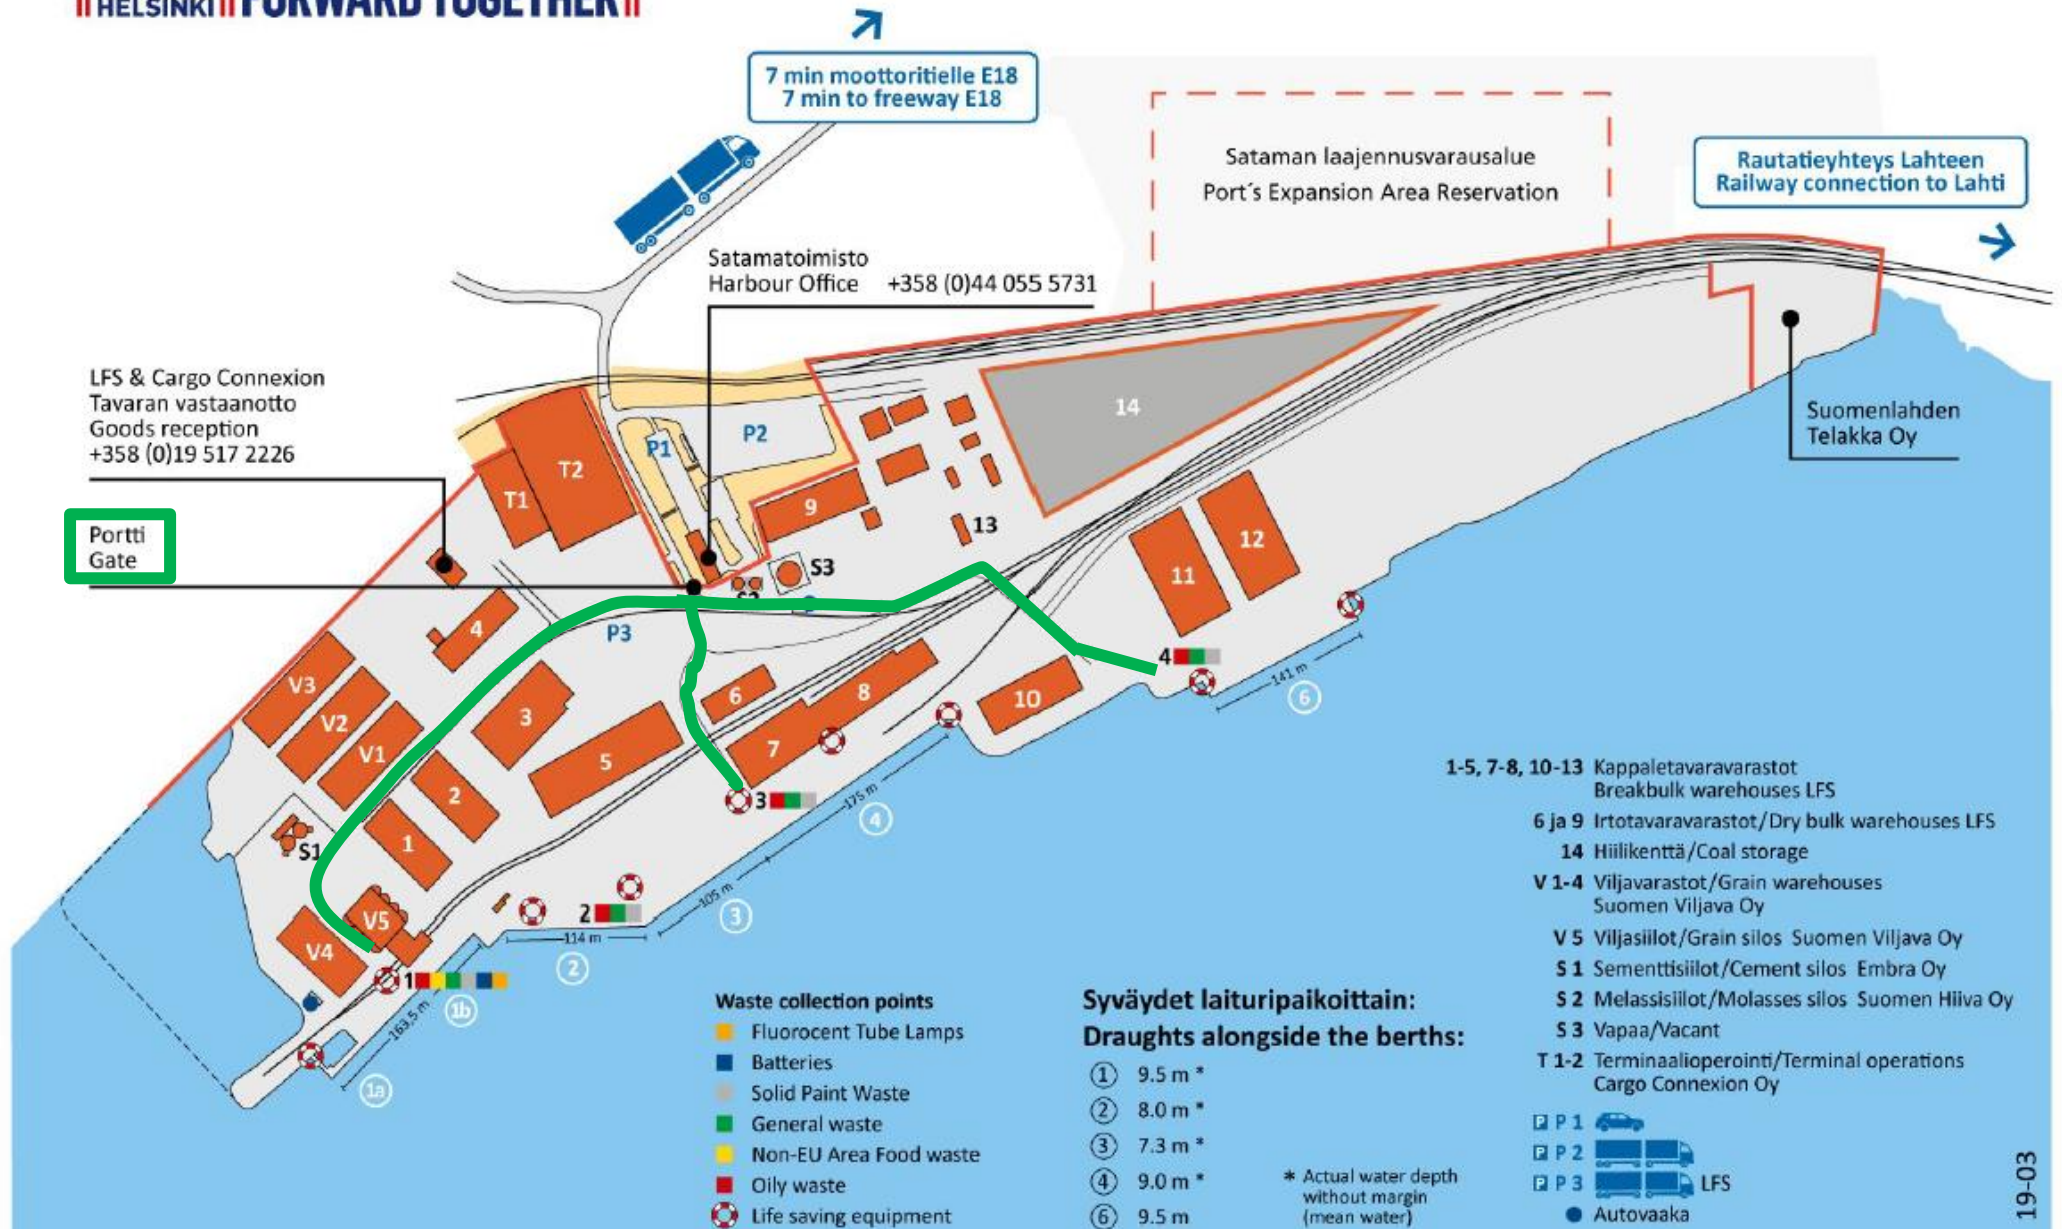 HELSINKI FORWARD TOGETHER
7 min moottoritielle E18
7 min to freeway E18
Sataman laajennusvarausalue
Port´s Expansion Area Reservation
Rautatieyhteys Lahteen
Railway connection to Lahti
Satamatoimisto
Harbour Office +358 (0)44 055 5731
LFS & Cargo Connexion
Tavaran vastaanotto
Goods reception
+358 (0)19 517 2226
Portti
Gate
Suomenlahden
Telakka Oy
14
P1
P2
T2
T1
9
13
12
11
S3
S2
P3
4
V3
V2
V1
3
6
8
10
4
141 m
6
5
7
2
1
3
175 m
4
S1
V5
V4
2
105 m
3
114 m
2
1
1b
163,5 m
1a
1-5, 7-8, 10-13 Kappaletavaravarastot
Breakbulk warehouses LFS
6 ja 9 Irtotavaravarastot/Dry bulk warehouses LFS
14 Hiilikenttä/Coal storage
V 1-4 Viljavarastot/Grain warehouses
Suomen Viljava Oy
V 5 Viljasiilot/Grain silos Suomen Viljava Oy
S 1 Sementtisiilot/Cement silos Embra Oy
S 2 Melassisiilot/Molasses silos Suomen Hiiva Oy
S 3 Vapaa/Vacant
T 1-2 Terminaalioperointi/Terminal operations
Cargo Connexion Oy
P P 1
P P 2
P P 3 LFS
Autovaaka
Waste collection points
Fluorocent Tube Lamps
Batteries
Solid Paint Waste
General waste
Non-EU Area Food waste
Oily waste
Life saving equipment
Syväydet laituripaikoittain:
Draughts alongside the berths:
1 9.5 m *
2 8.0 m *
3 7.3 m *
4 9.0 m *
6 9.5 m
* Actual water depth
without margin
(mean water)
19-03